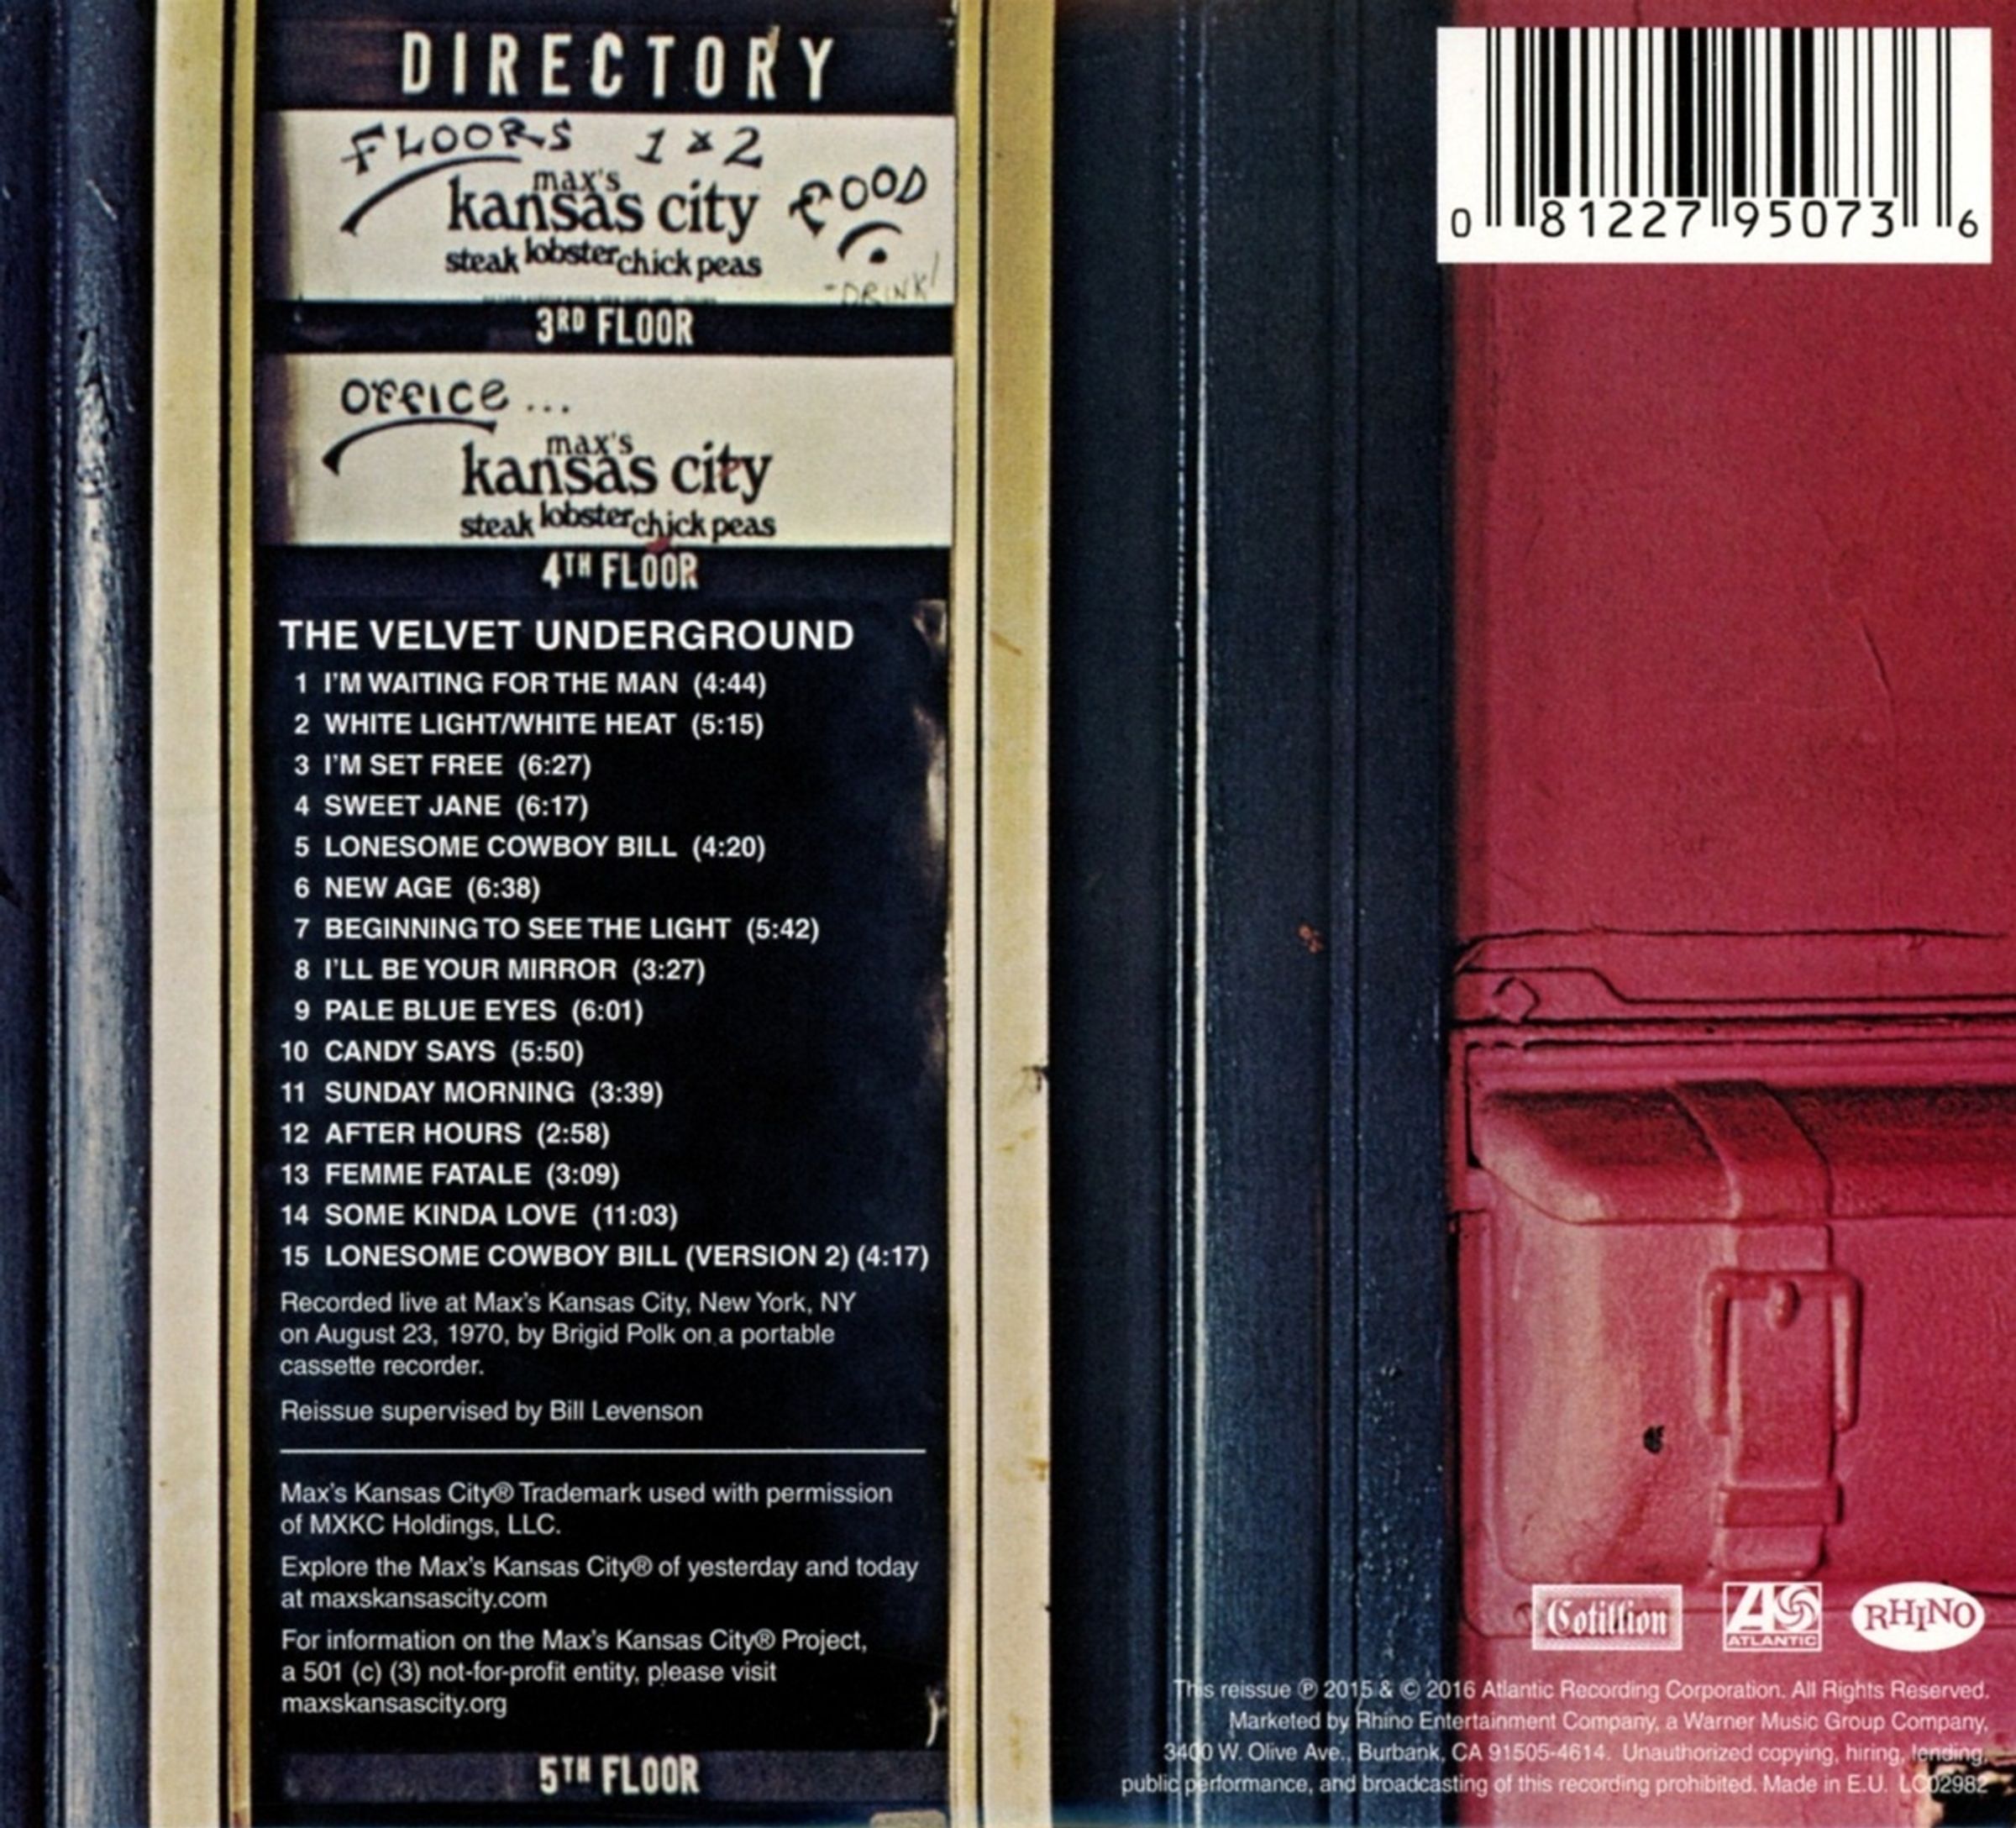 DIRECTORY
FLOORS 1 & 2
max's
kansas city
steak lobster chick peas
FOOD
-DRINK!
3RD FLOOR
OFFICE...
max's
kansas city
steak lobster chick peas
4TH FLOOR
THE VELVET UNDERGROUND
1 I'M WAITING FOR THE MAN (4:44)
2 WHITE LIGHT/WHITE HEAT (5:15)
3 I'M SET FREE (6:27)
4 SWEET JANE (6:17)
5 LONESOME COWBOY BILL (4:20)
6 NEW AGE (6:38)
7 BEGINNING TO SEE THE LIGHT (5:42)
8 I'LL BE YOUR MIRROR (3:27)
9 PALE BLUE EYES (6:01)
10 CANDY SAYS (5:50)
11 SUNDAY MORNING (3:39)
12 AFTER HOURS (2:58)
13 FEMME FATALE (3:09)
14 SOME KINDA LOVE (11:03)
15 LONESOME COWBOY BILL (VERSION 2) (4:17)
Recorded live at Max's Kansas City, New York, NY
on August 23, 1970, by Brigid Polk on a portable
cassette recorder.
Reissue supervised by Bill Levenson
Max's Kansas City® Trademark used with permission
of MXKC Holdings, LLC.
Explore the Max's Kansas City® of yesterday and today
at maxskansascity.com
For information on the Max's Kansas City® Project,
a 501 (c) (3) not-for-profit entity, please visit
maxskansascity.org
5TH FLOOR
0 81227 95073 6
Cotillion
ATLANTIC
RHINO
This reissue ℗ 2015 & © 2016 Atlantic Recording Corporation. All Rights Reserved.
Marketed by Rhino Entertainment Company, a Warner Music Group Company,
3400 W. Olive Ave., Burbank, CA 91505-4614. Unauthorized copying, hiring, lending,
public performance, and broadcasting of this recording prohibited. Made in E.U. LC02982